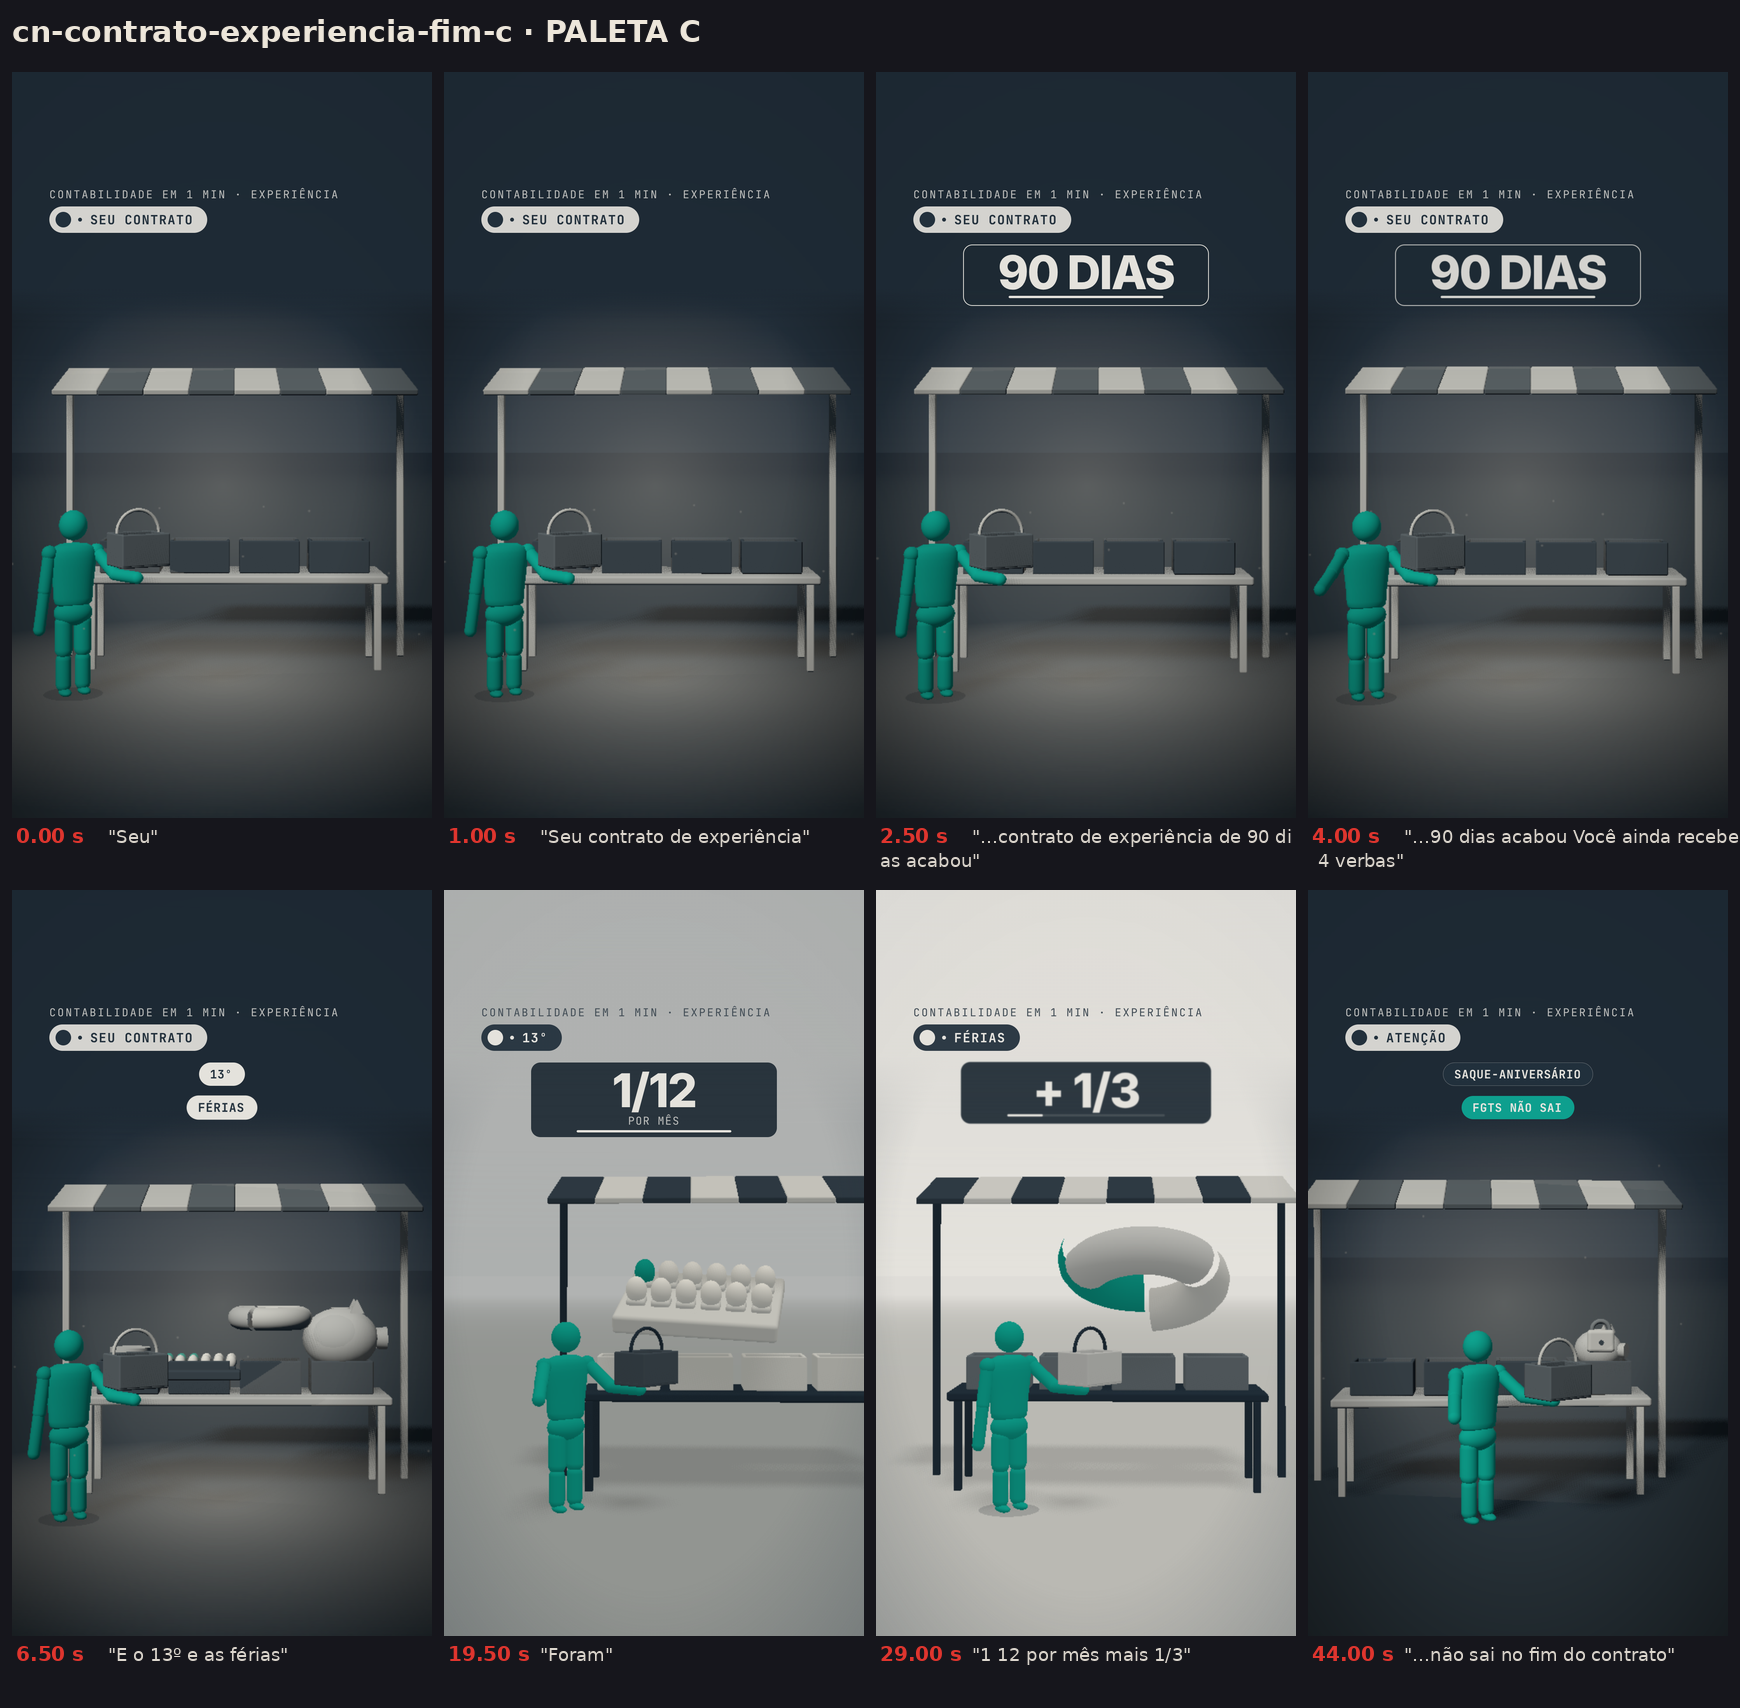 cn-contrato-experiencia-fim-c · PALETA C
CONTABILIDADE EM 1 MIN · EXPERIÊNCIA
• SEU CONTRATO
0.00 s "Seu"
CONTABILIDADE EM 1 MIN · EXPERIÊNCIA
• SEU CONTRATO
1.00 s "Seu contrato de experiência"
CONTABILIDADE EM 1 MIN · EXPERIÊNCIA
• SEU CONTRATO
90 DIAS
2.50 s "...contrato de experiência de 90 di
as acabou"
CONTABILIDADE EM 1 MIN · EXPERIÊNCIA
• SEU CONTRATO
90 DIAS
4.00 s "...90 dias acabou Você ainda recebe
4 verbas"
CONTABILIDADE EM 1 MIN · EXPERIÊNCIA
• SEU CONTRATO
13°
FÉRIAS
6.50 s "E o 13º e as férias"
CONTABILIDADE EM 1 MIN · EXPERIÊNCIA
• 13°
1/12
POR MÊS
19.50 s "Foram"
CONTABILIDADE EM 1 MIN · EXPERIÊNCIA
• FÉRIAS
+ 1/3
29.00 s "1 12 por mês mais 1/3"
CONTABILIDADE EM 1 MIN · EXPERIÊNCIA
• ATENÇÃO
SAQUE-ANIVERSÁRIO
FGTS NÃO SAI
44.00 s "...não sai no fim do contrato"